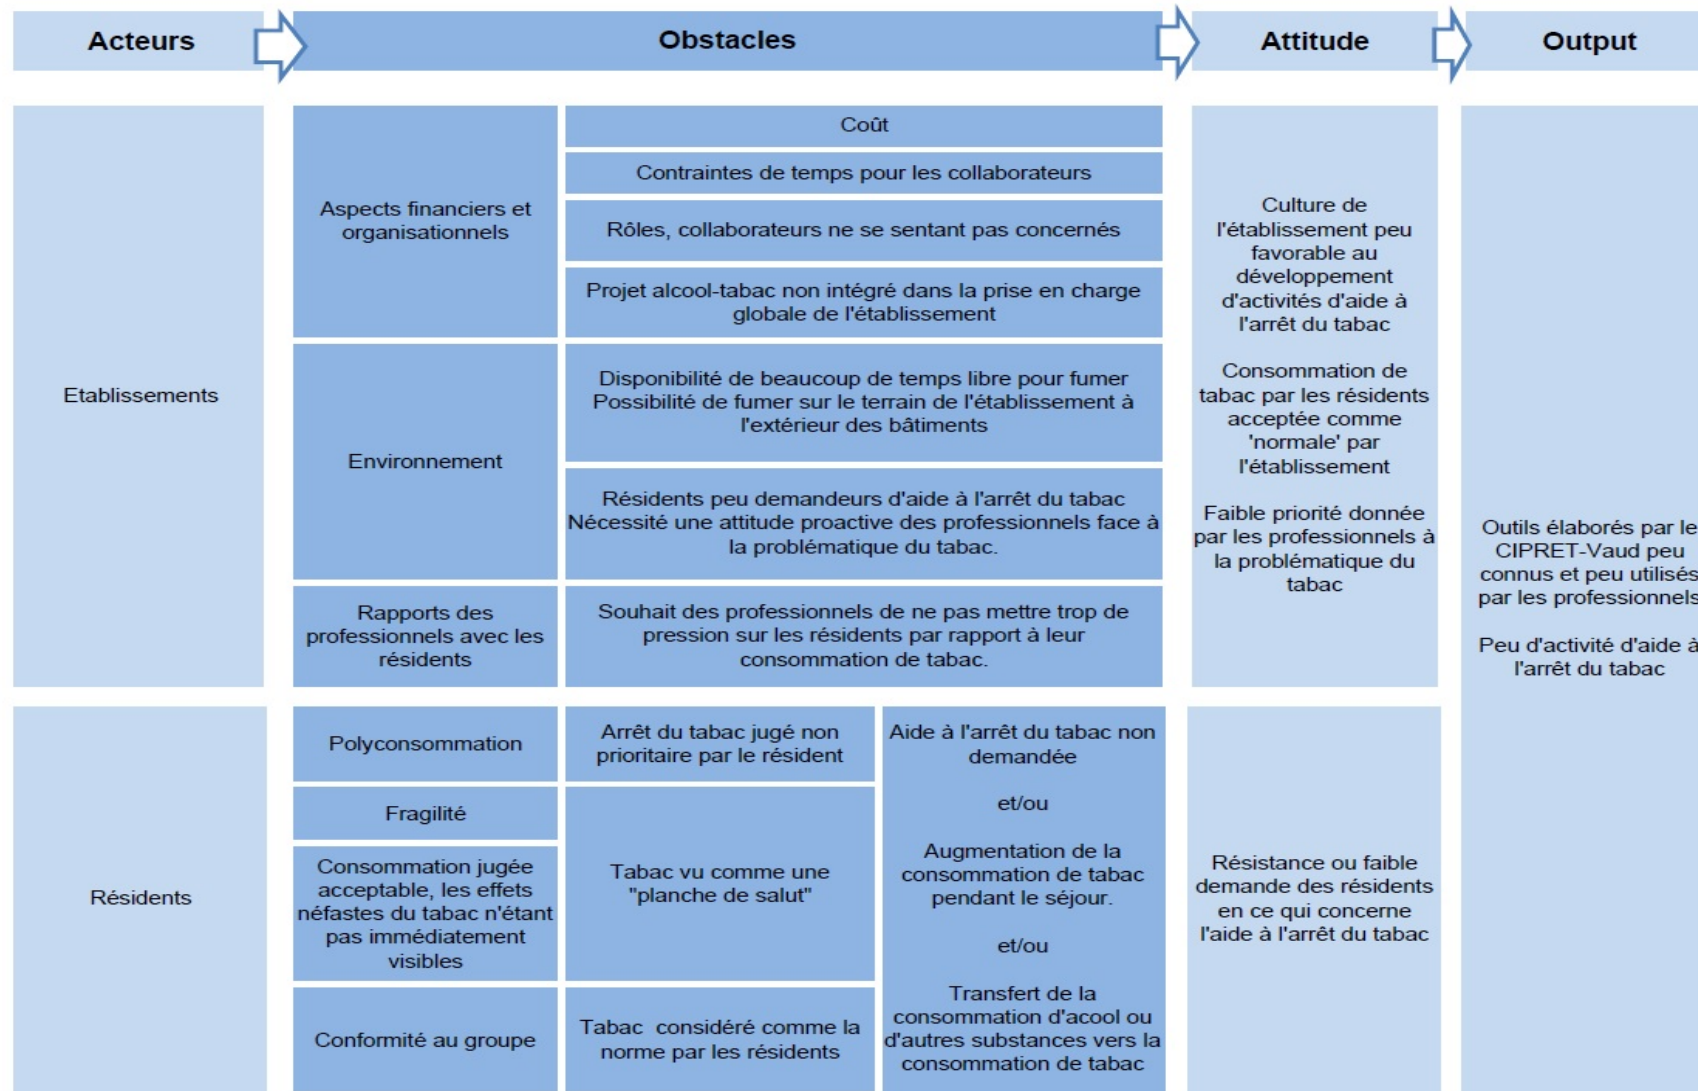 Acteurs
Obstacles
Attitude
Output
Etablissements
Aspects financiers et
organisationnels
Coût
Contraintes de temps pour les collaborateurs
Rôles, collaborateurs ne se sentant pas concernés
Projet alcool-tabac non intégré dans la prise en charge
globale de l'établissement
Environnement
Disponibilité de beaucoup de temps libre pour fumer
Possibilité de fumer sur le terrain de l'établissement à
l'extérieur des bâtiments
Résidents peu demandeurs d'aide à l'arrêt du tabac
Nécessité une attitude proactive des professionnels face à
la problématique du tabac.
Rapports des
professionnels avec les
résidents
Souhait des professionnels de ne pas mettre trop de
pression sur les résidents par rapport à leur
consommation de tabac.
Culture de
l'établissement peu
favorable au
développement
d'activités d'aide à
l'arrêt du tabac
Consommation de
tabac par les résidents
acceptée comme
'normale' par
l'établissement
Faible priorité donnée
par les professionnels à
la problématique du
tabac
Outils élaborés par le
CIPRET-Vaud peu
connus et peu utilisés
par les professionnels
Peu d'activité d'aide à
l'arrêt du tabac
Résidents
Polyconsommation
Arrêt du tabac jugé non
prioritaire par le résident
Fragilité
Consommation jugée
acceptable, les effets
néfastes du tabac n'étant
pas immédiatement
visibles
Tabac vu comme une
"planche de salut"
Conformité au groupe
Tabac considéré comme la
norme par les résidents
Aide à l'arrêt du tabac non
demandée
et/ou
Augmentation de la
consommation de tabac
pendant le séjour.
et/ou
Transfert de la
consommation d'acool ou
d'autres substances vers la
consommation de tabac
Résistance ou faible
demande des résidents
en ce qui concerne
l'aide à l'arrêt du tabac